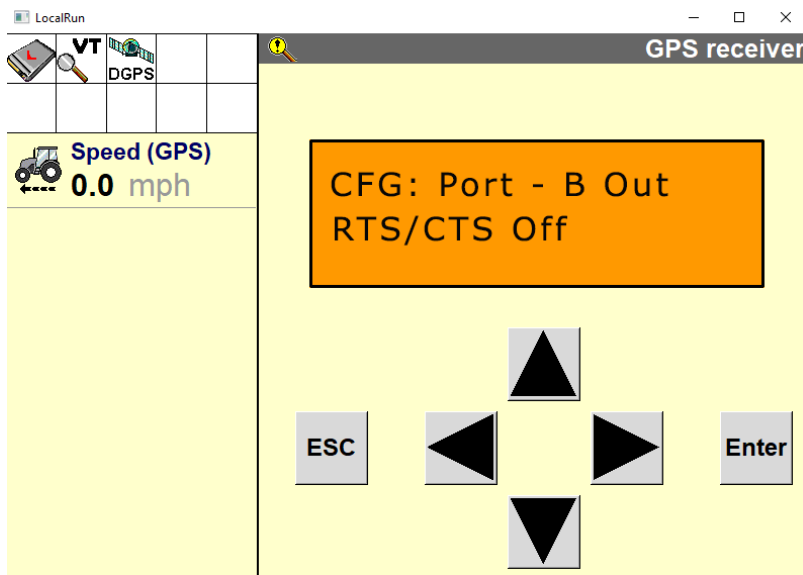 LocalRun
VT
L
DGPS
GPS receiver
Speed (GPS)
0.0 mph
CFG: Port - B Out
RTS/CTS Off
ESC
Enter